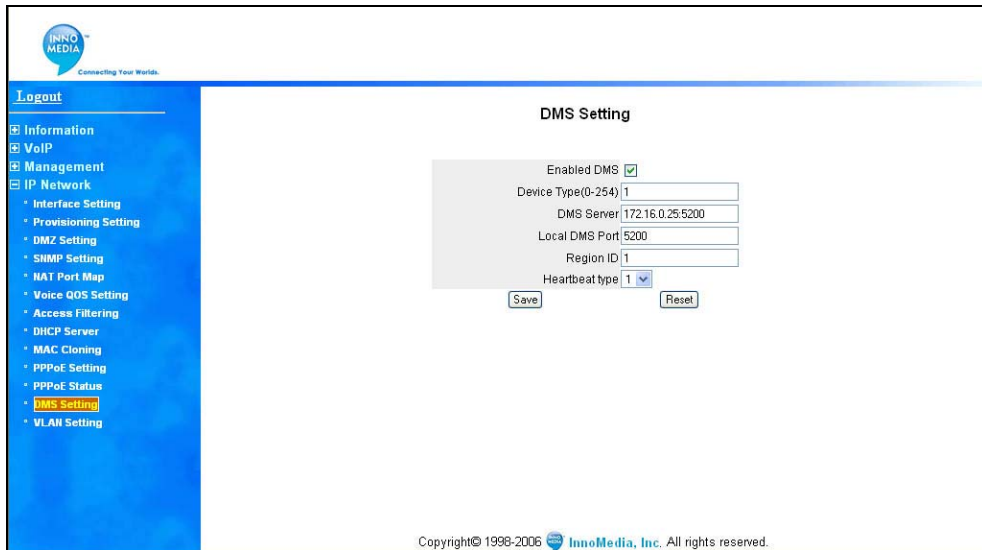 INNO
MEDIA
Connecting Your Worlds.
Logout
Information
VoIP
Management
IP Network
Interface Setting
Provisioning Setting
DMZ Setting
SNMP Setting
NAT Port Map
Voice QOS Setting
Access Filtering
DHCP Server
MAC Cloning
PPPoE Setting
PPPoE Status
DMS Setting
VLAN Setting
DMS Setting
Enabled DMS
Device Type(0-254) 1
DMS Server 172.16.0.25:5200
Local DMS Port 5200
Region ID 1
Heartbeat type 1
Save Reset
Copyright© 1998-2006 InnoMedia, Inc. All rights reserved.